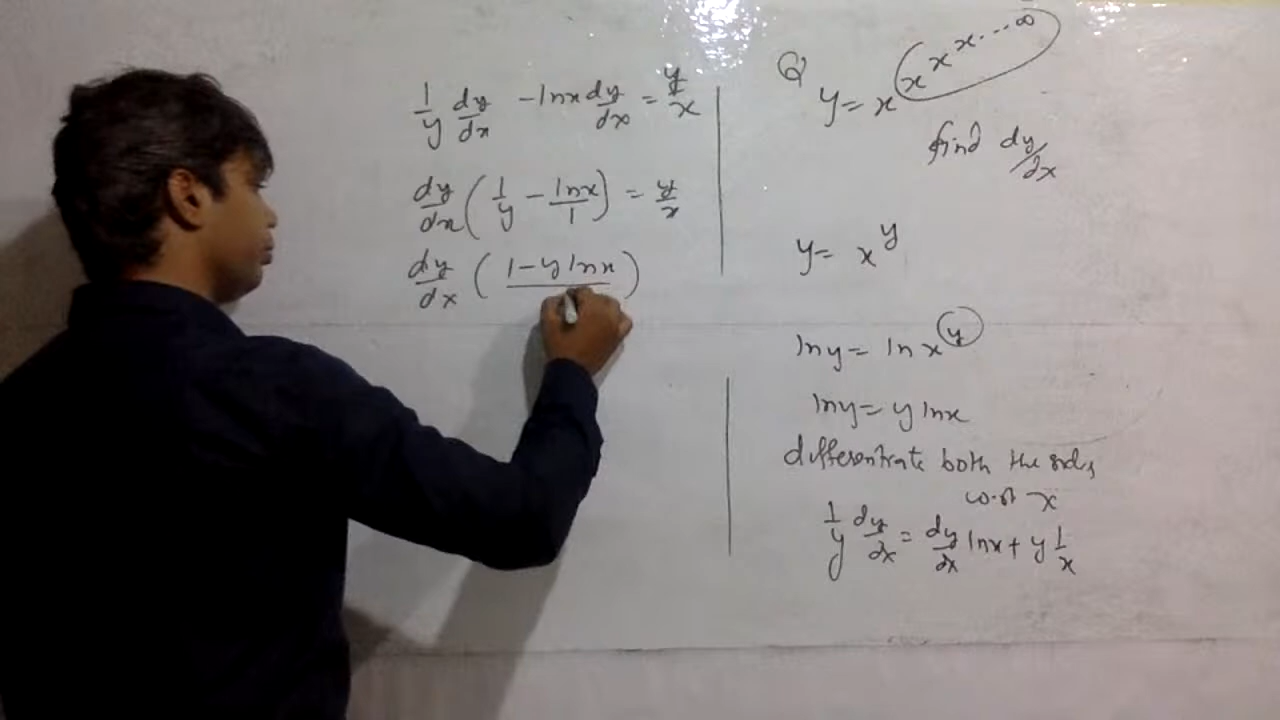 Q y = x^x^x^x...∞
find dy/dx
y = x^y
ln y = ln x^y
ln y = y ln x
differentiate both the sides
w.r.t x
1/y dy/dx = dy/dx ln x + y 1/x
1/y dy/dx - ln x dy/dx = y/x
dy/dx ( 1/y - ln x/1 ) = y/x
dy/dx ( 1 - y ln x / )